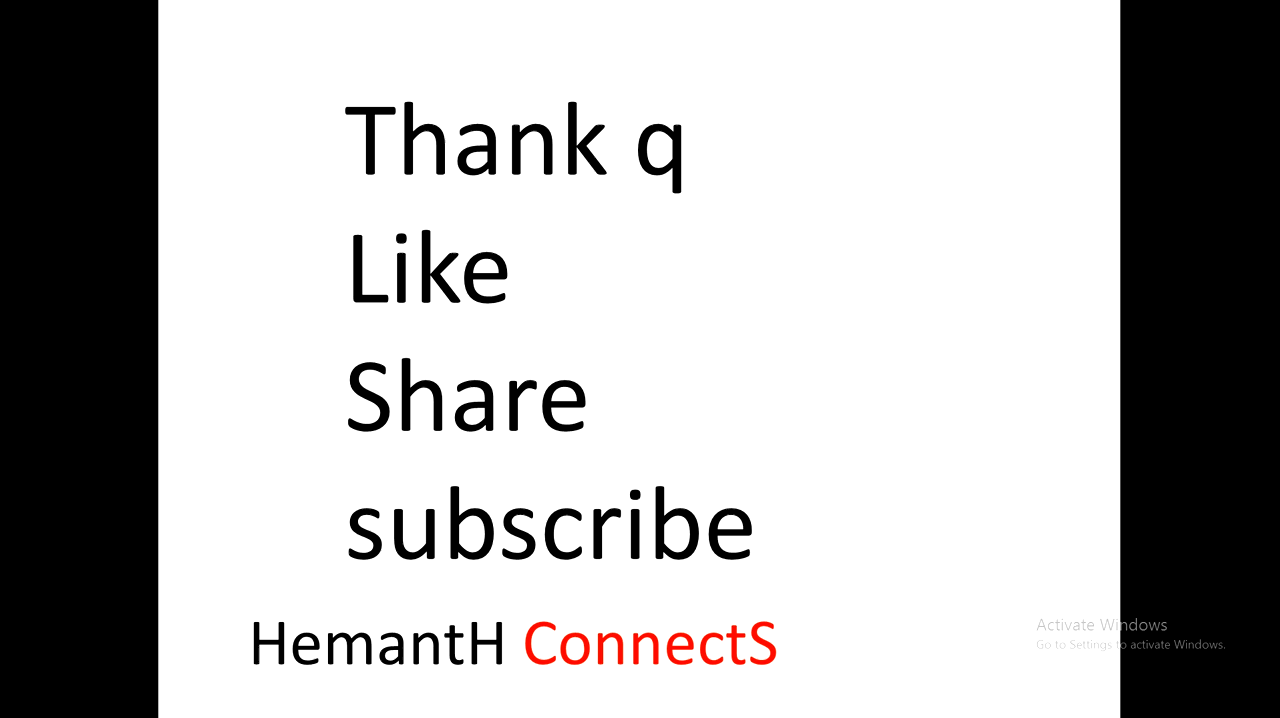 Thank q
Like
Share
subscribe
HemantH ConnectS
Activate Windows
Go to Settings to activate Windows.